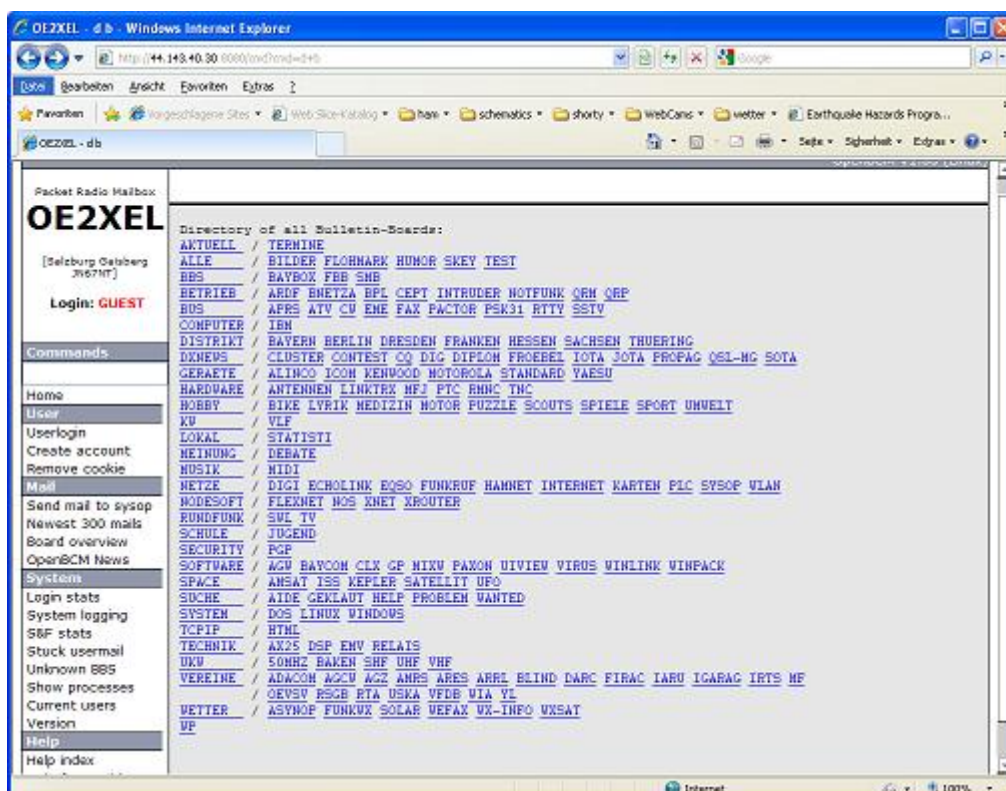 OE2XEL - d b - Windows Internet Explorer
http://44.143.40.30:8080/cmd?cmd=d+b
Google
Datei Bearbeiten Ansicht Favoriten Extras ?
Favoriten Vorgeschlagene Sites Web Slice-Katalog ham schematics shorty WebCams wetter Earthquake Hazards Progra...
OE2XEL - d b
Seite Sicherheit Extras
Packet Radio Mailbox
OE2XEL
[Salzburg Gaisberg
JN67NT]
Login: GUEST
Commands
Home
User
Userlogin
Create account
Remove cookie
Mail
Send mail to sysop
Newest 300 mails
Board overview
OpenBCM News
System
Login stats
System logging
S&F stats
Stuck usermail
Unknown BBS
Show processes
Current users
Version
Help
Help index
Directory of all Bulletin-Boards:
AKTUELL / TERMINE
ALLE / BILDER FLOHMARK HUMOR SKEY TEST
BBS / BAYBOX FBB SMB
BETRIEB / ARDF BNETZA BPL CEPT INTRUDER NOTFUNK QRM QRP
BUS / APRS ATV CW EME FAX PACTOR PSK31 RTTY SSTV
COMPUTER / IBM
DISTRIKT / BAYERN BERLIN DRESDEN FRANKEN HESSEN SACHSEN THUERING
DXNEWS / CLUSTER CONTEST CQ DIG DIPLOM FROEBEL IOTA JOTA PROPAG QSL-MG SOTA
GERAETE / ALINCO ICOM KENWOOD MOTOROLA STANDARD YAESU
HARDWARE / ANTENNEN LINKTRX MFJ PTC RMNC TNC
HOBBY / BIKE LYRIK MEDIZIN MOTOR PUZZLE SCOUTS SPIELE SPORT UMWELT
KW / VLF
LOKAL / STATISTI
MEINUNG / DEBATE
MUSIK / MIDI
NETZE / DIGI ECHOLINK EQSO FUNKRUF HAMNET INTERNET KARTEN PLC SYSOP WLAN
NODESOFT / FLEXNET NOS XNET XROUTER
RUNDFUNK / SWL TV
SCHULE / JUGEND
SECURITY / PGP
SOFTWARE / AGW BAYCOM CLX GP MIXW PAXON UIVIEW VIRUS WINLINK WINPACK
SPACE / AMSAT ISS KEPLER SATELLIT UFO
SUCHE / AIDE GEKLAUT HELP PROBLEM WANTED
SYSTEM / DOS LINUX WINDOWS
TCPIP / HTML
TECHNIK / AX25 DSP EMV RELAIS
UKW / 50MHZ BAKEN SHF UHF VHF
VEREINE / ADACOM AGCW AGZ AMRS ARES ARRL BLIND DARC FIRAC IARU IGARAG IRTS MF
/ OEVSV RSGB RTA USKA VFDB WIA YL
WETTER / ASYNOP FUNKWX SOLAR WEFAX WX-INFO WXSAT
WP
Internet
100%